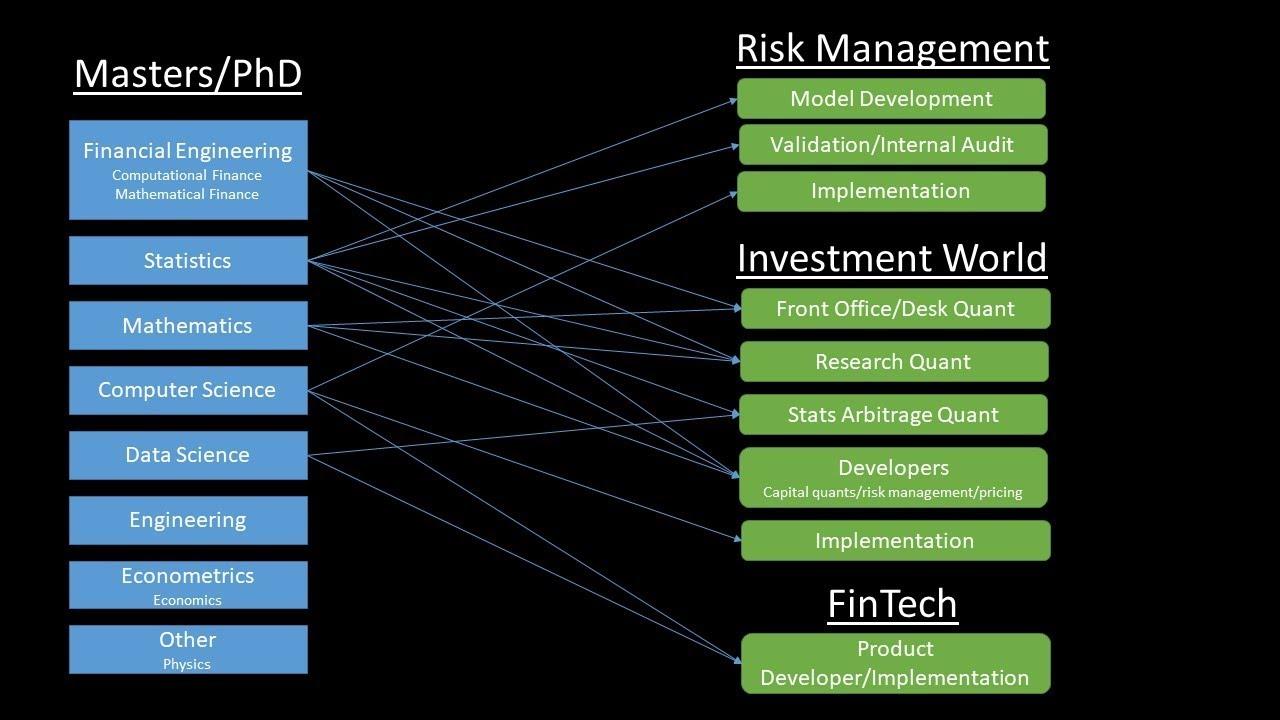 Masters/PhD
Financial Engineering
Computational Finance
Mathematical Finance
Statistics
Mathematics
Computer Science
Data Science
Engineering
Econometrics
Economics
Other
Physics
Risk Management
Model Development
Validation/Internal Audit
Implementation
Investment World
Front Office/Desk Quant
Research Quant
Stats Arbitrage Quant
Developers
Capital quants/risk management/pricing
Implementation
FinTech
Product
Developer/Implementation